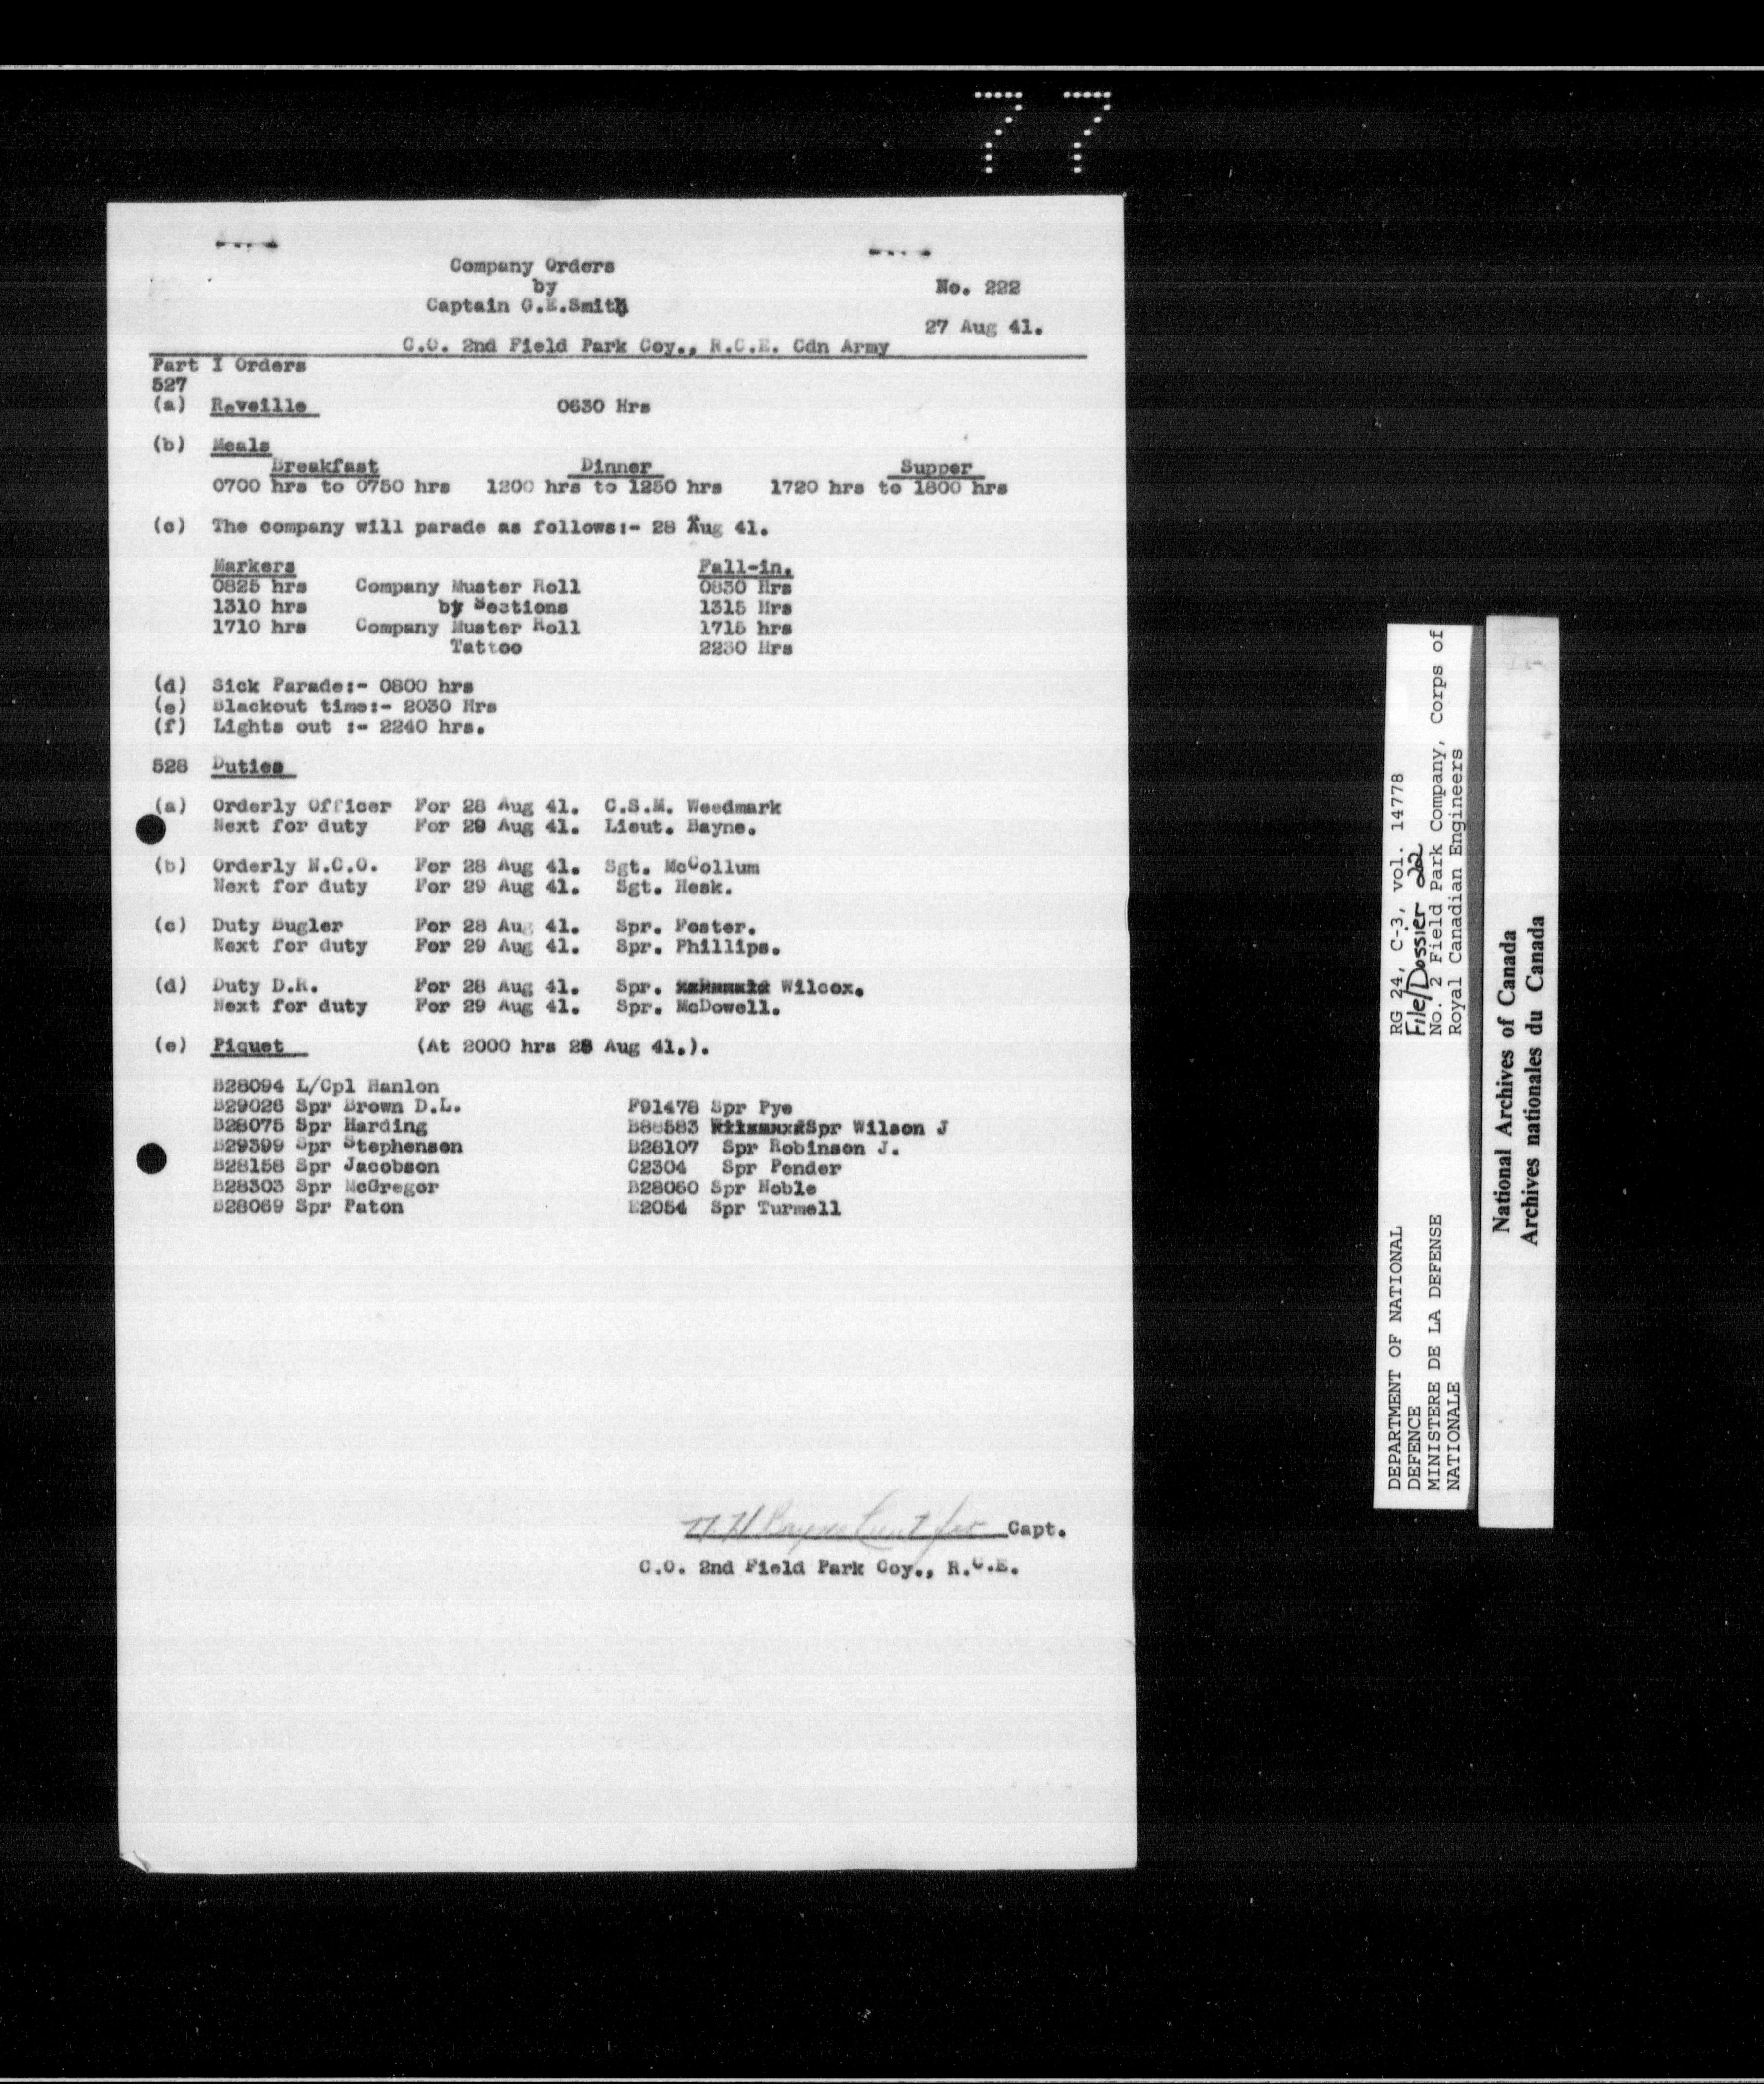 77
Company Orders
by
Captain G.E.Smith
No. 222
27 Aug 41.
C.O. 2nd Field Park Coy., R.C.E. Cdn Army
Part I Orders
527
(a) Reveille 0630 Hrs
(b) Meals
Breakfast Dinner Supper
0700 hrs to 0750 hrs 1200 hrs to 1250 hrs 1720 hrs to 1800 hrs
(c) The company will parade as follows:- 28 Aug 41.
Markers Fall-in.
0825 hrs Company Muster Roll 0830 Hrs
1310 hrs by Sections 1315 Hrs
1710 hrs Company Muster Roll 1715 hrs
Tattoo 2230 Hrs
(d) Sick Parade:- 0800 hrs
(e) Blackout time:- 2030 Hrs
(f) Lights out :- 2240 hrs.
528 Duties
(a) Orderly Officer For 28 Aug 41. C.S.M. Weedmark
Next for duty For 29 Aug 41. Lieut. Bayne.
(b) Orderly N.C.O. For 28 Aug 41. Sgt. McCollum
Next for duty For 29 Aug 41. Sgt. Hesk.
(c) Duty Bugler For 28 Aug 41. Spr. Foster.
Next for duty For 29 Aug 41. Spr. Phillips.
(d) Duty D.R. For 28 Aug 41. Spr. Wilcox.
Next for duty For 29 Aug 41. Spr. McDowell.
(e) Piquet (At 2000 hrs 28 Aug 41.).
B28094 L/Cpl Hanlon
B29026 Spr Brown D.L. F91478 Spr Pye
B28075 Spr Harding B88583 Spr Wilson J
B29399 Spr Stephenson B28107 Spr Robinson J.
B28158 Spr Jacobson C2304 Spr Pender
B28303 Spr McGregor B28060 Spr Noble
B28069 Spr Paton E2054 Spr Turmell
Lieut for Capt.
C.O. 2nd Field Park Coy., R.C.E.
DEPARTMENT OF NATIONAL
DEFENCE
MINISTERE DE LA DEFENSE
NATIONALE
RG 24, C-3, vol. 14778
File/Dossier 222
No. 2 Field Park Company, Corps of
Royal Canadian Engineers
National Archives of Canada
Archives nationales du Canada